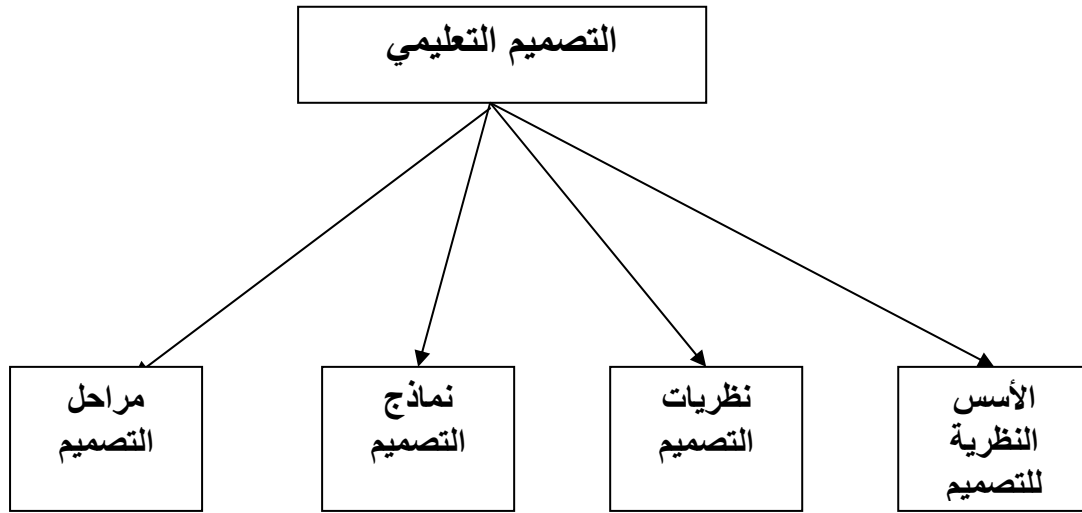 التصميم التعليمي
الأسس
النظرية
للتصميم
نظريات
التصميم
نماذج
التصميم
مراحل
التصميم